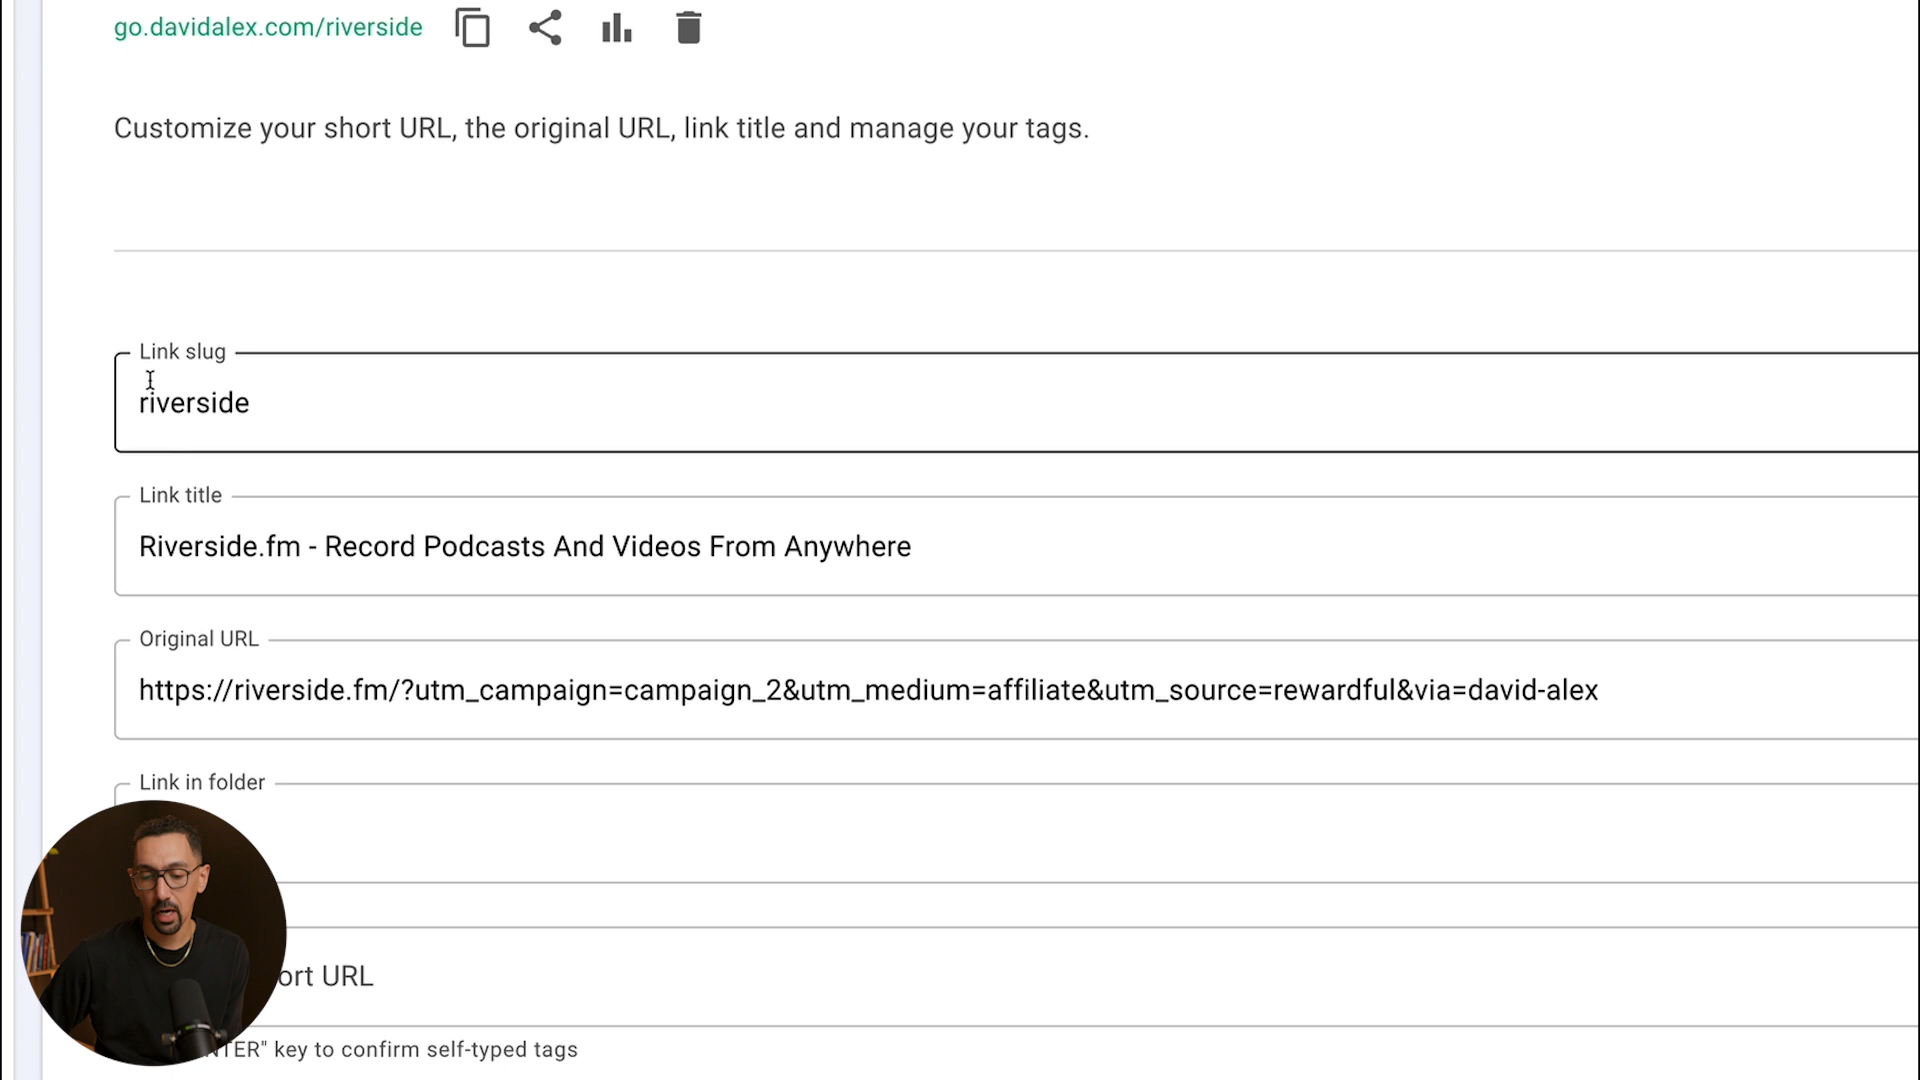 go.davidalex.com/riverside
Customize your short URL, the original URL, link title and manage your tags.
Link slug
riverside
Link title
Riverside.fm - Record Podcasts And Videos From Anywhere
Original URL
https://riverside.fm/?utm_campaign=campaign_2&utm_medium=affiliate&utm_source=rewardful&via=david-alex
Link in folder
ort URL
NTER" key to confirm self-typed tags